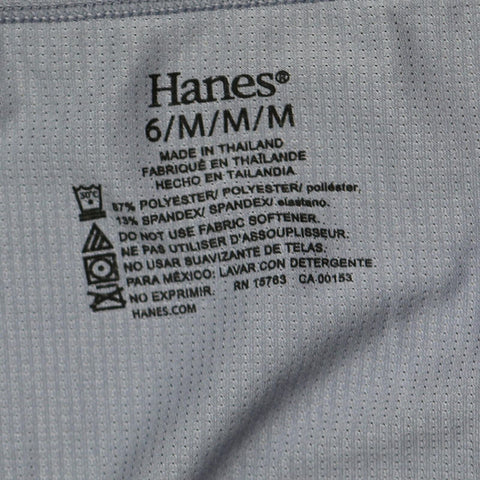 Hanes®
6/M/M/M
MADE IN THAILAND
FABRIQUÉ EN THAÏLANDE
HECHO EN TAILANDIA
30°C
87% POLYESTER/ POLYESTER/ poliéster.
13% SPANDEX/ SPANDEX/ elastano.
DO NOT USE FABRIC SOFTENER.
NE PAS UTILISER D'ASSOUPLISSEUR.
NO USAR SUAVIZANTE DE TELAS.
PARA MÉXICO: LAVAR CON DETERGENTE.
NO EXPRIMIR. RN 15763 CA 00153
HANES.COM